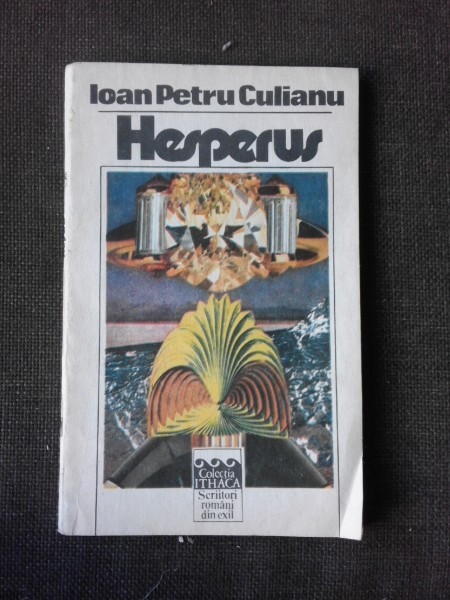 Ioan Petru Culianu
Hesperus
Colecția
ITHACA
Scriitori
români
din exil